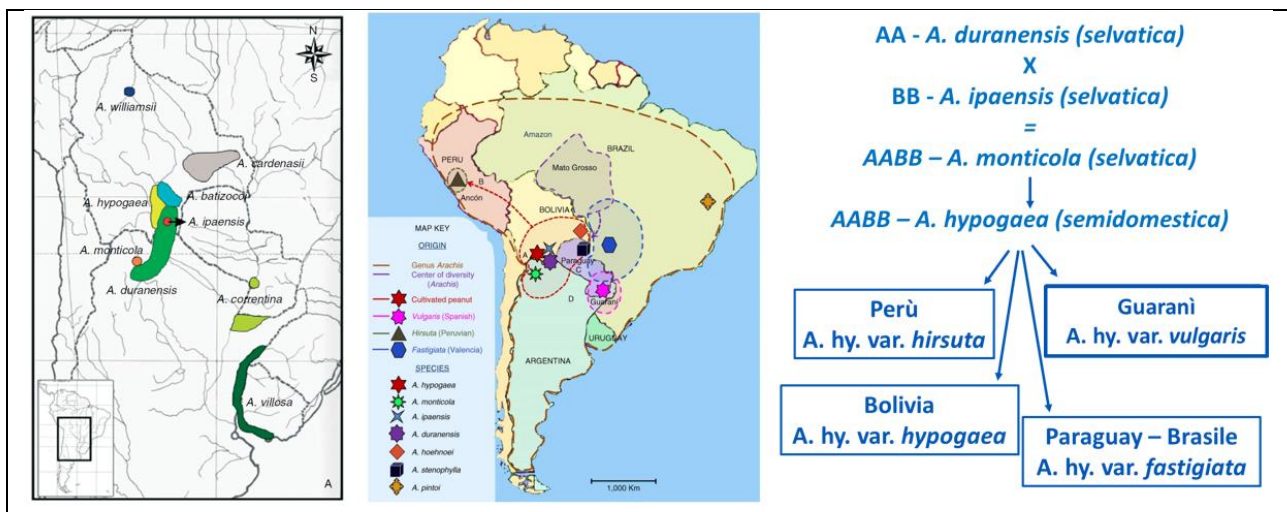 N
S
A. williamsii
A. cardenasii
A. batizocoi
A. hypogaea
A. ipaensis
A. monticola
A. duranensis
A. correntina
A. villosa
A
Amazon
BRAZIL
PERU
Mato Grosso
B
Ancón
BOLIVIA
A
Paraguay
C
D
Guarani
URUGUAY
ARGENTINA
1,000 Km
MAP KEY
ORIGIN
Genus Arachis
Center of diversity
(Arachis)
Cultivated peanut
Vulgaris (Spanish)
Hirsuta (Peruvian)
Fastigiata (Valencia)
SPECIES
A. hypogaea
A. monticola
A. ipaensis
A. duranensis
A. hoehnei
A. stenophylla
A. pintoi
AA - A. duranensis (selvatica)
X
BB - A. ipaensis (selvatica)
=
AABB – A. monticola (selvatica)
AABB – A. hypogaea (semidomestica)
Perù
A. hy. var. hirsuta
Guaranì
A. hy. var. vulgaris
Bolivia
A. hy. var. hypogaea
Paraguay – Brasile
A. hy. var. fastigiata